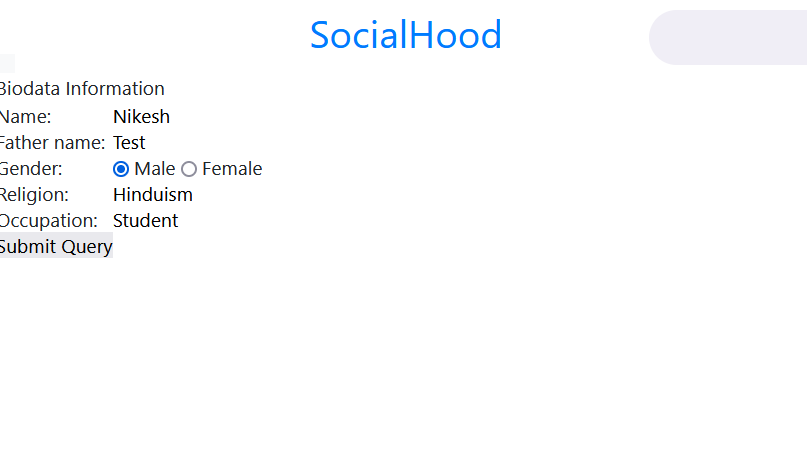 SocialHood
Biodata Information
Name: Nikesh
Father name: Test
Gender: Male Female
Religion: Hinduism
Occupation: Student
Submit Query